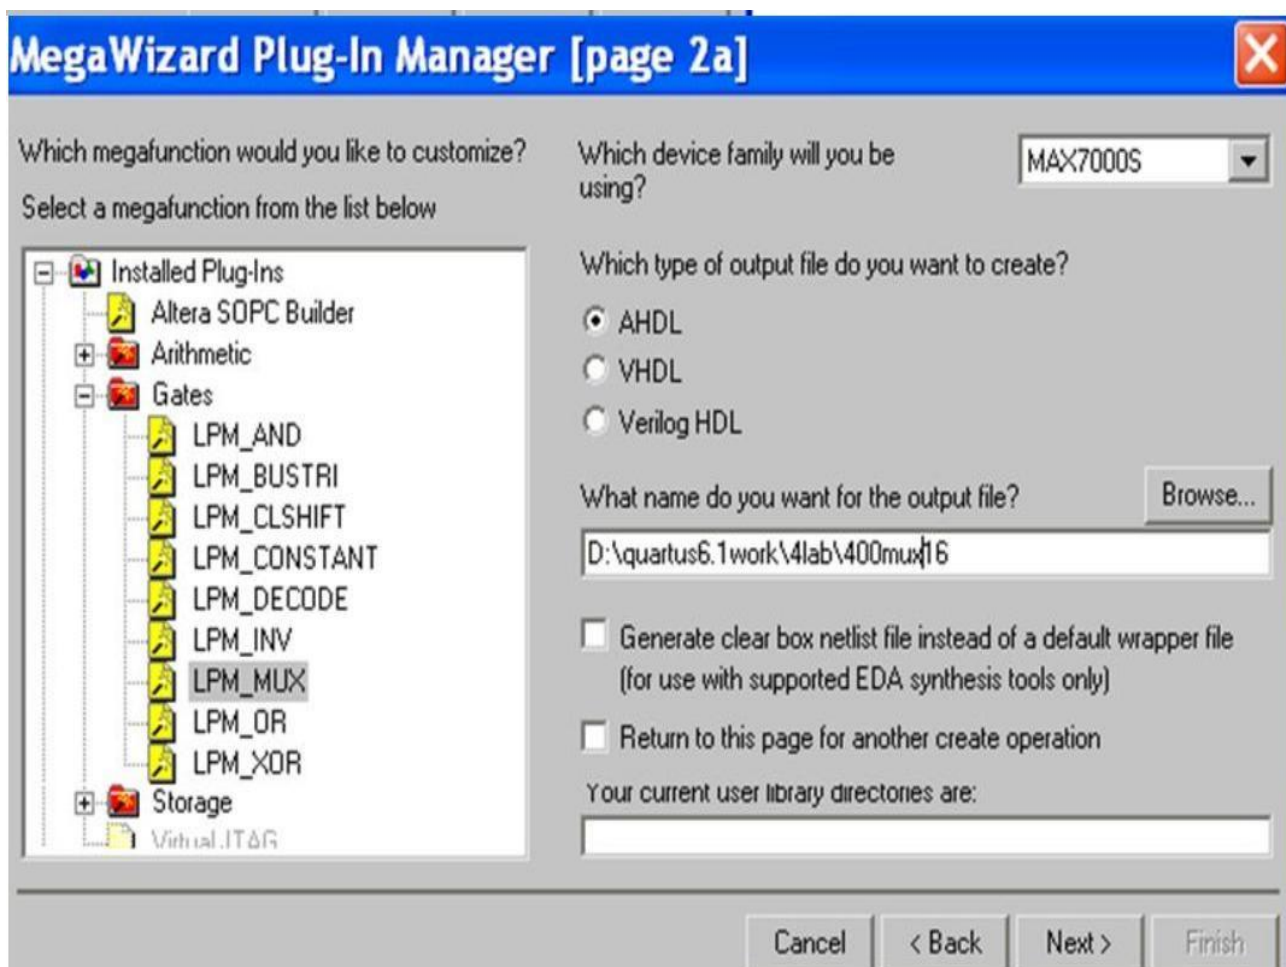 MegaWizard Plug-In Manager [page 2a]
Which megafunction would you like to customize?
Select a megafunction from the list below
Installed Plug-Ins
Altera SOPC Builder
Arithmetic
Gates
LPM_AND
LPM_BUSTRI
LPM_CLSHIFT
LPM_CONSTANT
LPM_DECODE
LPM_INV
LPM_MUX
LPM_OR
LPM_XOR
Storage
Virtual JTAG
Which device family will you be
using?
MAX7000S
Which type of output file do you want to create?
AHDL
VHDL
Verilog HDL
What name do you want for the output file?
Browse...
D:\quartus6.1work\4lab\400mux16
Generate clear box netlist file instead of a default wrapper file
(for use with supported EDA synthesis tools only)
Return to this page for another create operation
Your current user library directories are:
Cancel
< Back
Next >
Finish